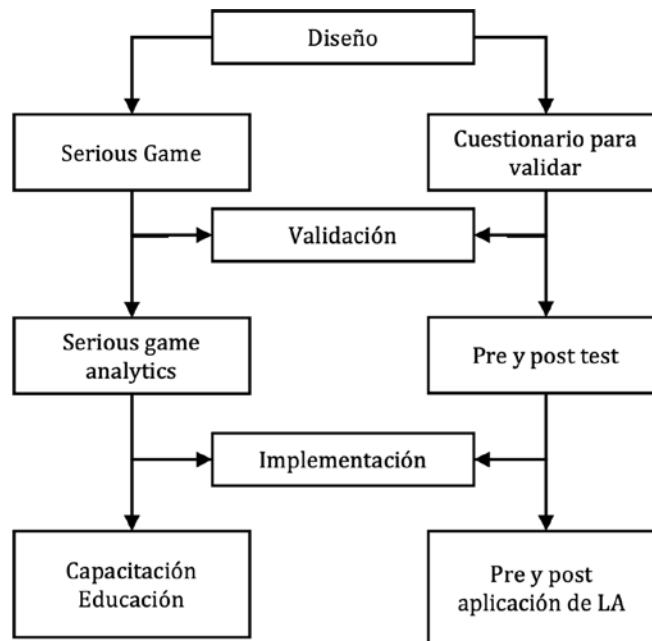 Diseño
Serious Game
Cuestionario para
validar
Validación
Serious game
analytics
Pre y post test
Implementación
Capacitación
Educación
Pre y post
aplicación de LA